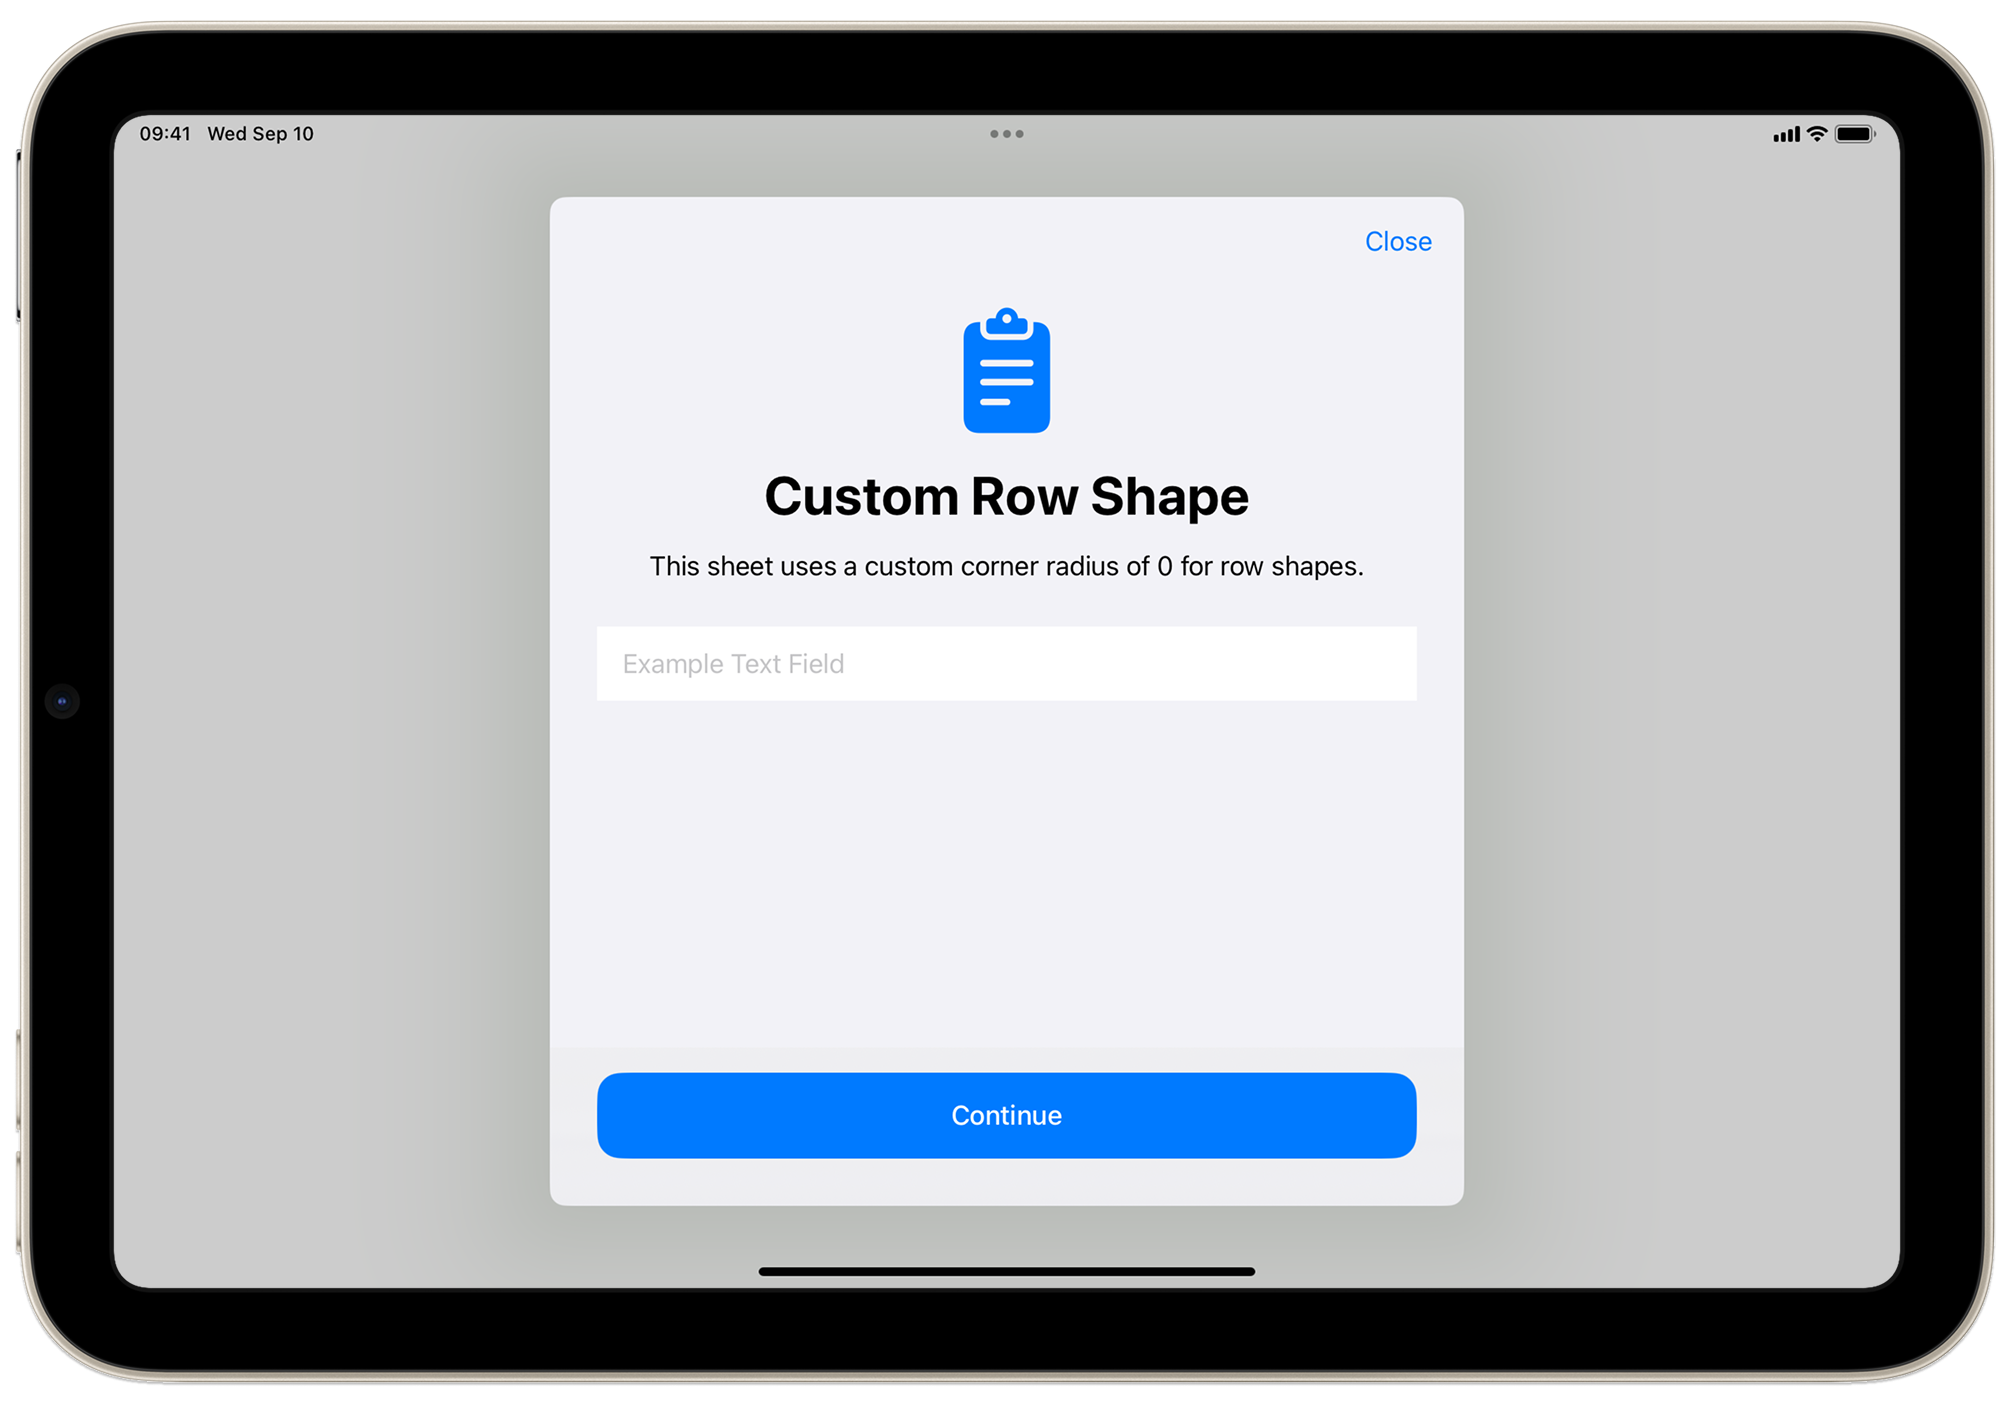 09:41 Wed Sep 10
Close
Custom Row Shape
This sheet uses a custom corner radius of 0 for row shapes.
Example Text Field
Continue